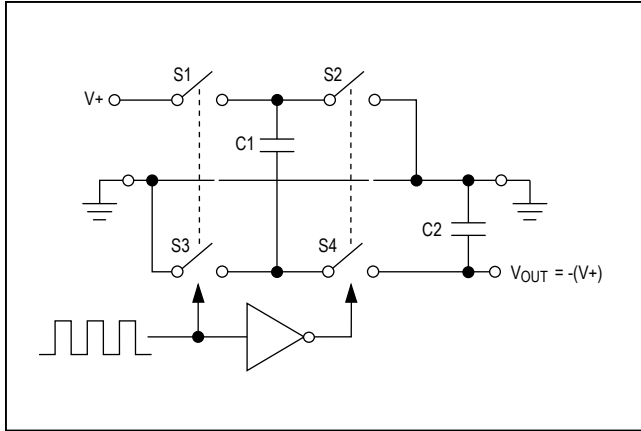 S1
S2
V+
C1
C2
S3
S4
VOUT = -(V+)